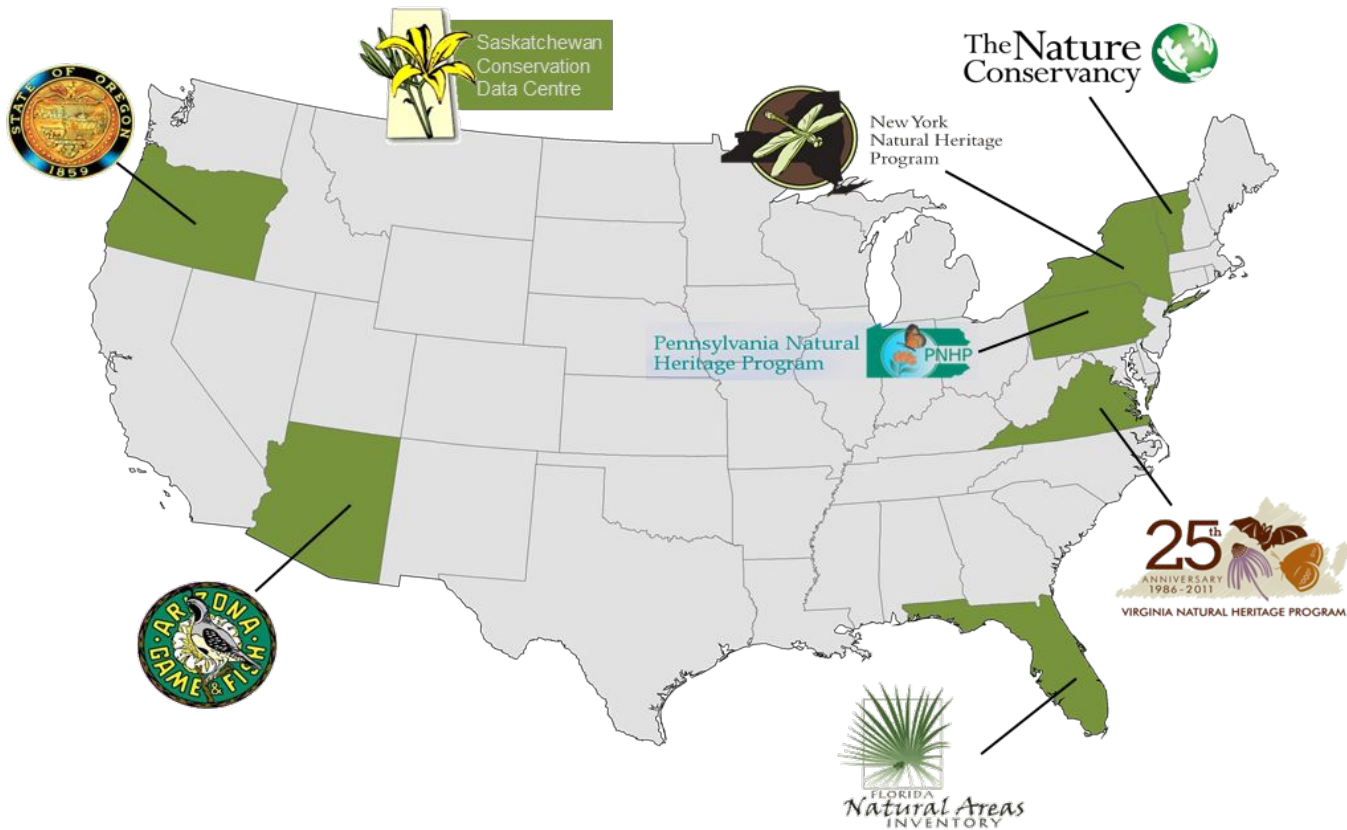 Saskatchewan
Conservation
Data Centre
The Nature
Conservancy
STATE OF OREGON
1859
New York
Natural Heritage
Program
Pennsylvania Natural
Heritage Program
PNHP
25th
ANNIVERSARY
1986-2011
VIRGINIA NATURAL HERITAGE PROGRAM
ARIZONA
GAME & FISH
FLORIDA
Natural Areas
INVENTORY